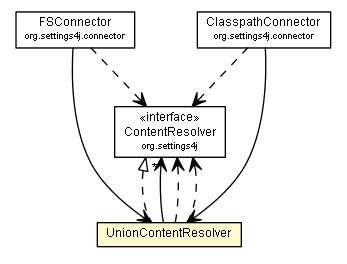 FSConnector
org.settings4j.connector
ClasspathConnector
org.settings4j.connector
«interface»
ContentResolver
org.settings4j
*
UnionContentResolver